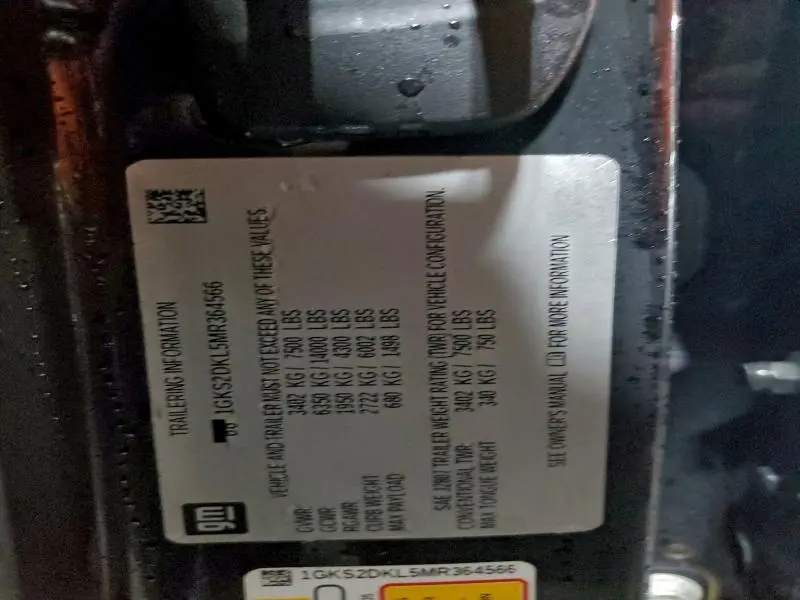 TRAILERING INFORMATION
gm
1GKS2DKL5MR364566
VEHICLE AND TRAILER MUST NOT EXCEED ANY OF THESE VALUES
GVWR 3402 KG / 7500 LBS
GCWR 6350 KG / 14000 LBS
RGAWR 1950 KG / 4300 LBS
CURB WEIGHT 2722 KG / 6002 LBS
MAX PAYLOAD 680 KG / 1498 LBS
SAE J2807 TRAILER WEIGHT RATING (TWR) FOR VEHICLE CONFIGURATION.
CONVENTIONAL TWR 3402 KG / 7500 LBS
MAX TONGUE WEIGHT 340 KG / 750 LBS
SEE OWNER'S MANUAL FOR MORE INFORMATION
1GKS2DKL5MR364566